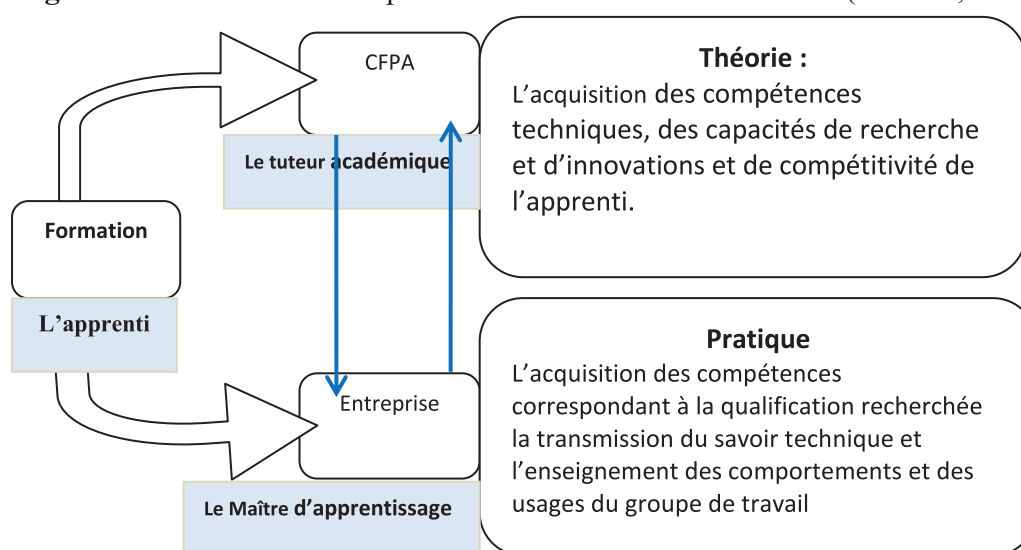 CFPA
Le tuteur académique
Théorie :
L’acquisition des compétences
techniques, des capacités de recherche
et d’innovations et de compétitivité de
l’apprenti.
Formation
L’apprenti
Entreprise
Le Maître d’apprentissage
Pratique
L’acquisition des compétences
correspondant à la qualification recherchée
la transmission du savoir technique et
l’enseignement des comportements et des
usages du groupe de travail